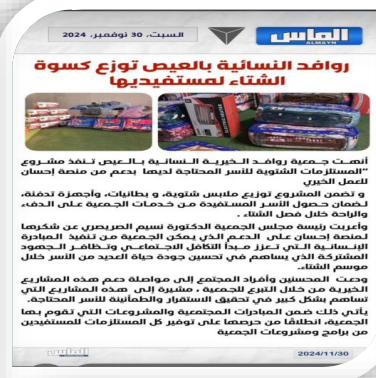 السبت، 30 نوفمبر، 2024
الماس
ALMAYN
روافد النسائية بالعيص توزع كسوة
الشتاء لمستفيديها
أنهت جمعية روافد الخيرية النسائية بالعيص تنفذ مشروع
"المستلزمات الشتوية للأسر المحتاجة لديها بدعم من منصة إحسان
للعمل الخيري
و تضمن المشروع توزيع ملابس شتوية، و بطانيات، وأجهزة تدفئة،
لضمان حصول الأسر المستفيدة من خدمات الجمعية على الدفء
والراحة خلال فصل الشتاء .
وأعربت رئيسة مجلس الجمعية الدكتورة نسيم الصريصري عن شكرها
لمنصة إحسان على الدعم الذي يمكن الجمعية من تنفيذ المبادرة
الإنسانية التي تعزز مبدأ التكافل الاجتماعي وتظافر الجهود
المشتركة الذي يساهم في تحسين جودة حياة العديد من الأسر خلال
موسم الشتاء.
ودعت المحسنين وأفراد المجتمع إلى مواصلة دعم هذه المشاريع
الخيرية من خلال التبرع للجمعية ، مشيرة إلى هذه المشاريع التي
تساهم بشكل كبير في تحقيق الاستقرار والطمأنينة للأسر المحتاجة.
يأتي ذلك ضمن المبادرات المجتمعية والمشروعات التي تقوم بها
الجمعية، انطلاقًا من حرصها على توفير كل المستلزمات للمستفيدين
من برامج ومشروعات الجمعية
2024/11/30